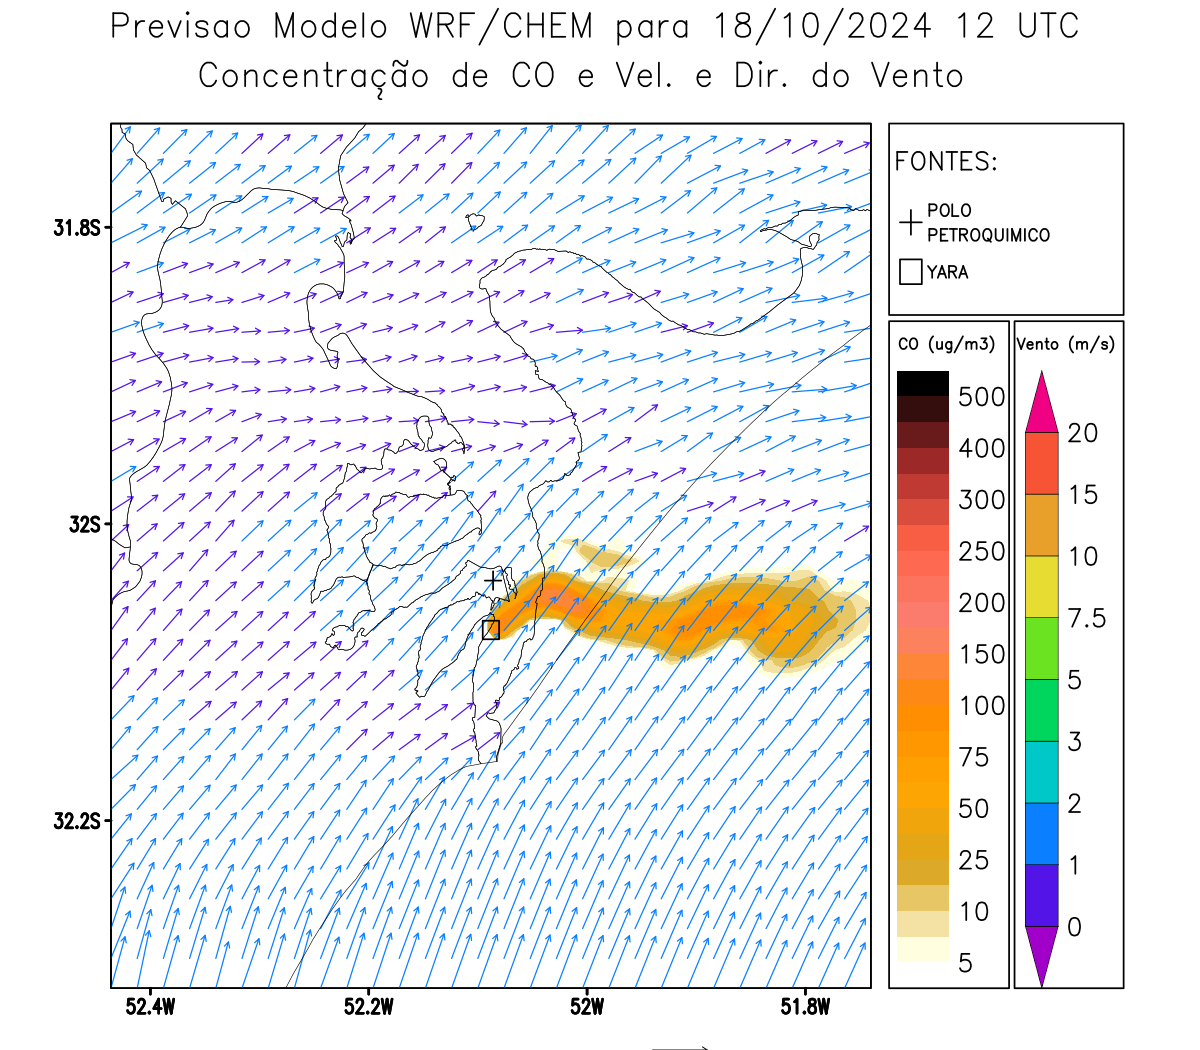 Previsao Modelo WRF/CHEM para 18/10/2024 12 UTC
Concentração de CO e Vel. e Dir. do Vento
FONTES:
POLO
PETROQUIMICO
YARA
31.8S
32S
32.2S
52.4W
52.2W
52W
51.8W
CO (ug/m3)
500
400
300
250
200
150
100
75
50
25
10
5
Vento (m/s)
20
15
10
7.5
5
3
2
1
0